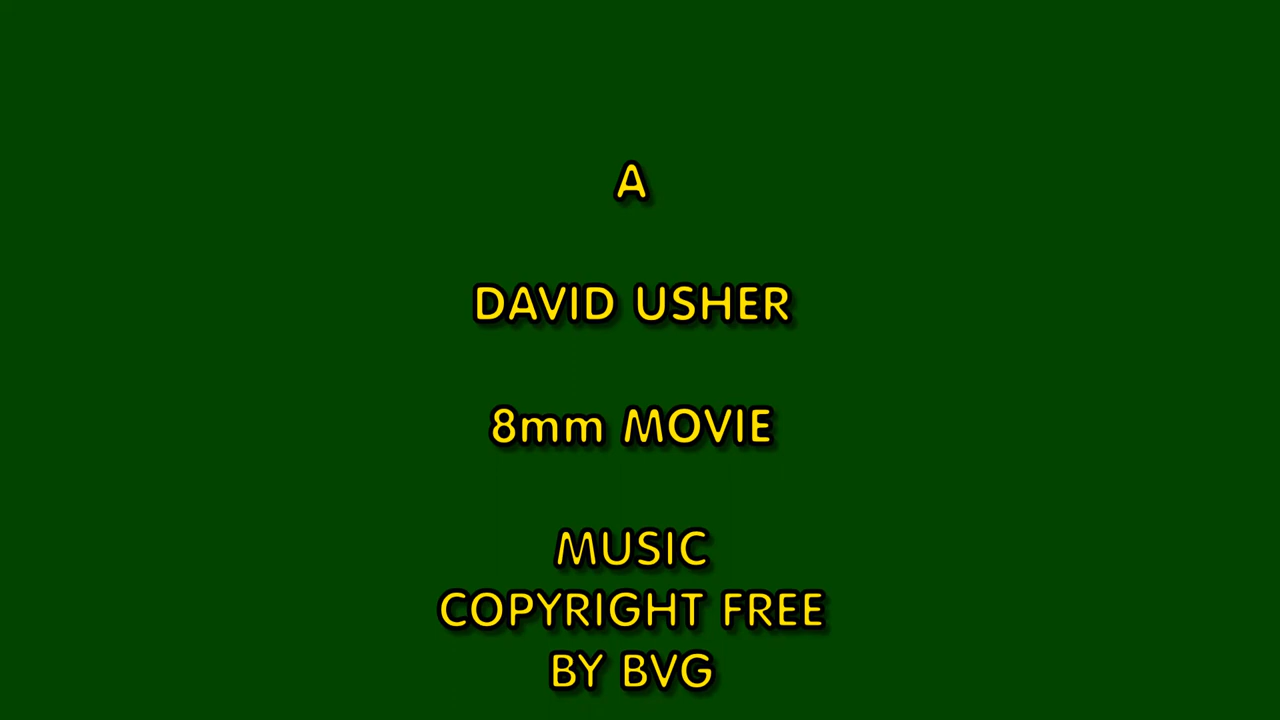 A
DAVID USHER
8mm MOVIE
MUSIC
COPYRIGHT FREE
BY BVG